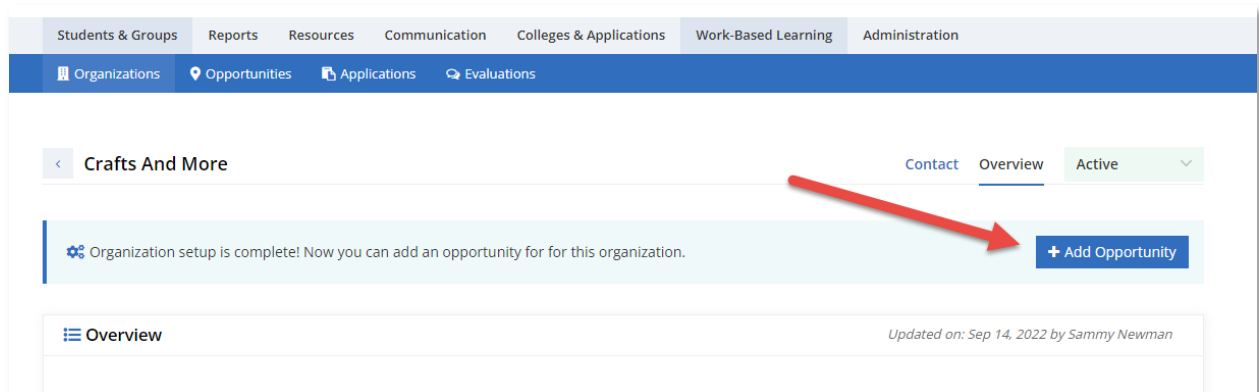 Students & Groups Reports Resources Communication Colleges & Applications Work-Based Learning Administration
Organizations Opportunities Applications Evaluations
< Crafts And More Contact Overview Active
Organization setup is complete! Now you can add an opportunity for for this organization. + Add Opportunity
Overview Updated on: Sep 14, 2022 by Sammy Newman